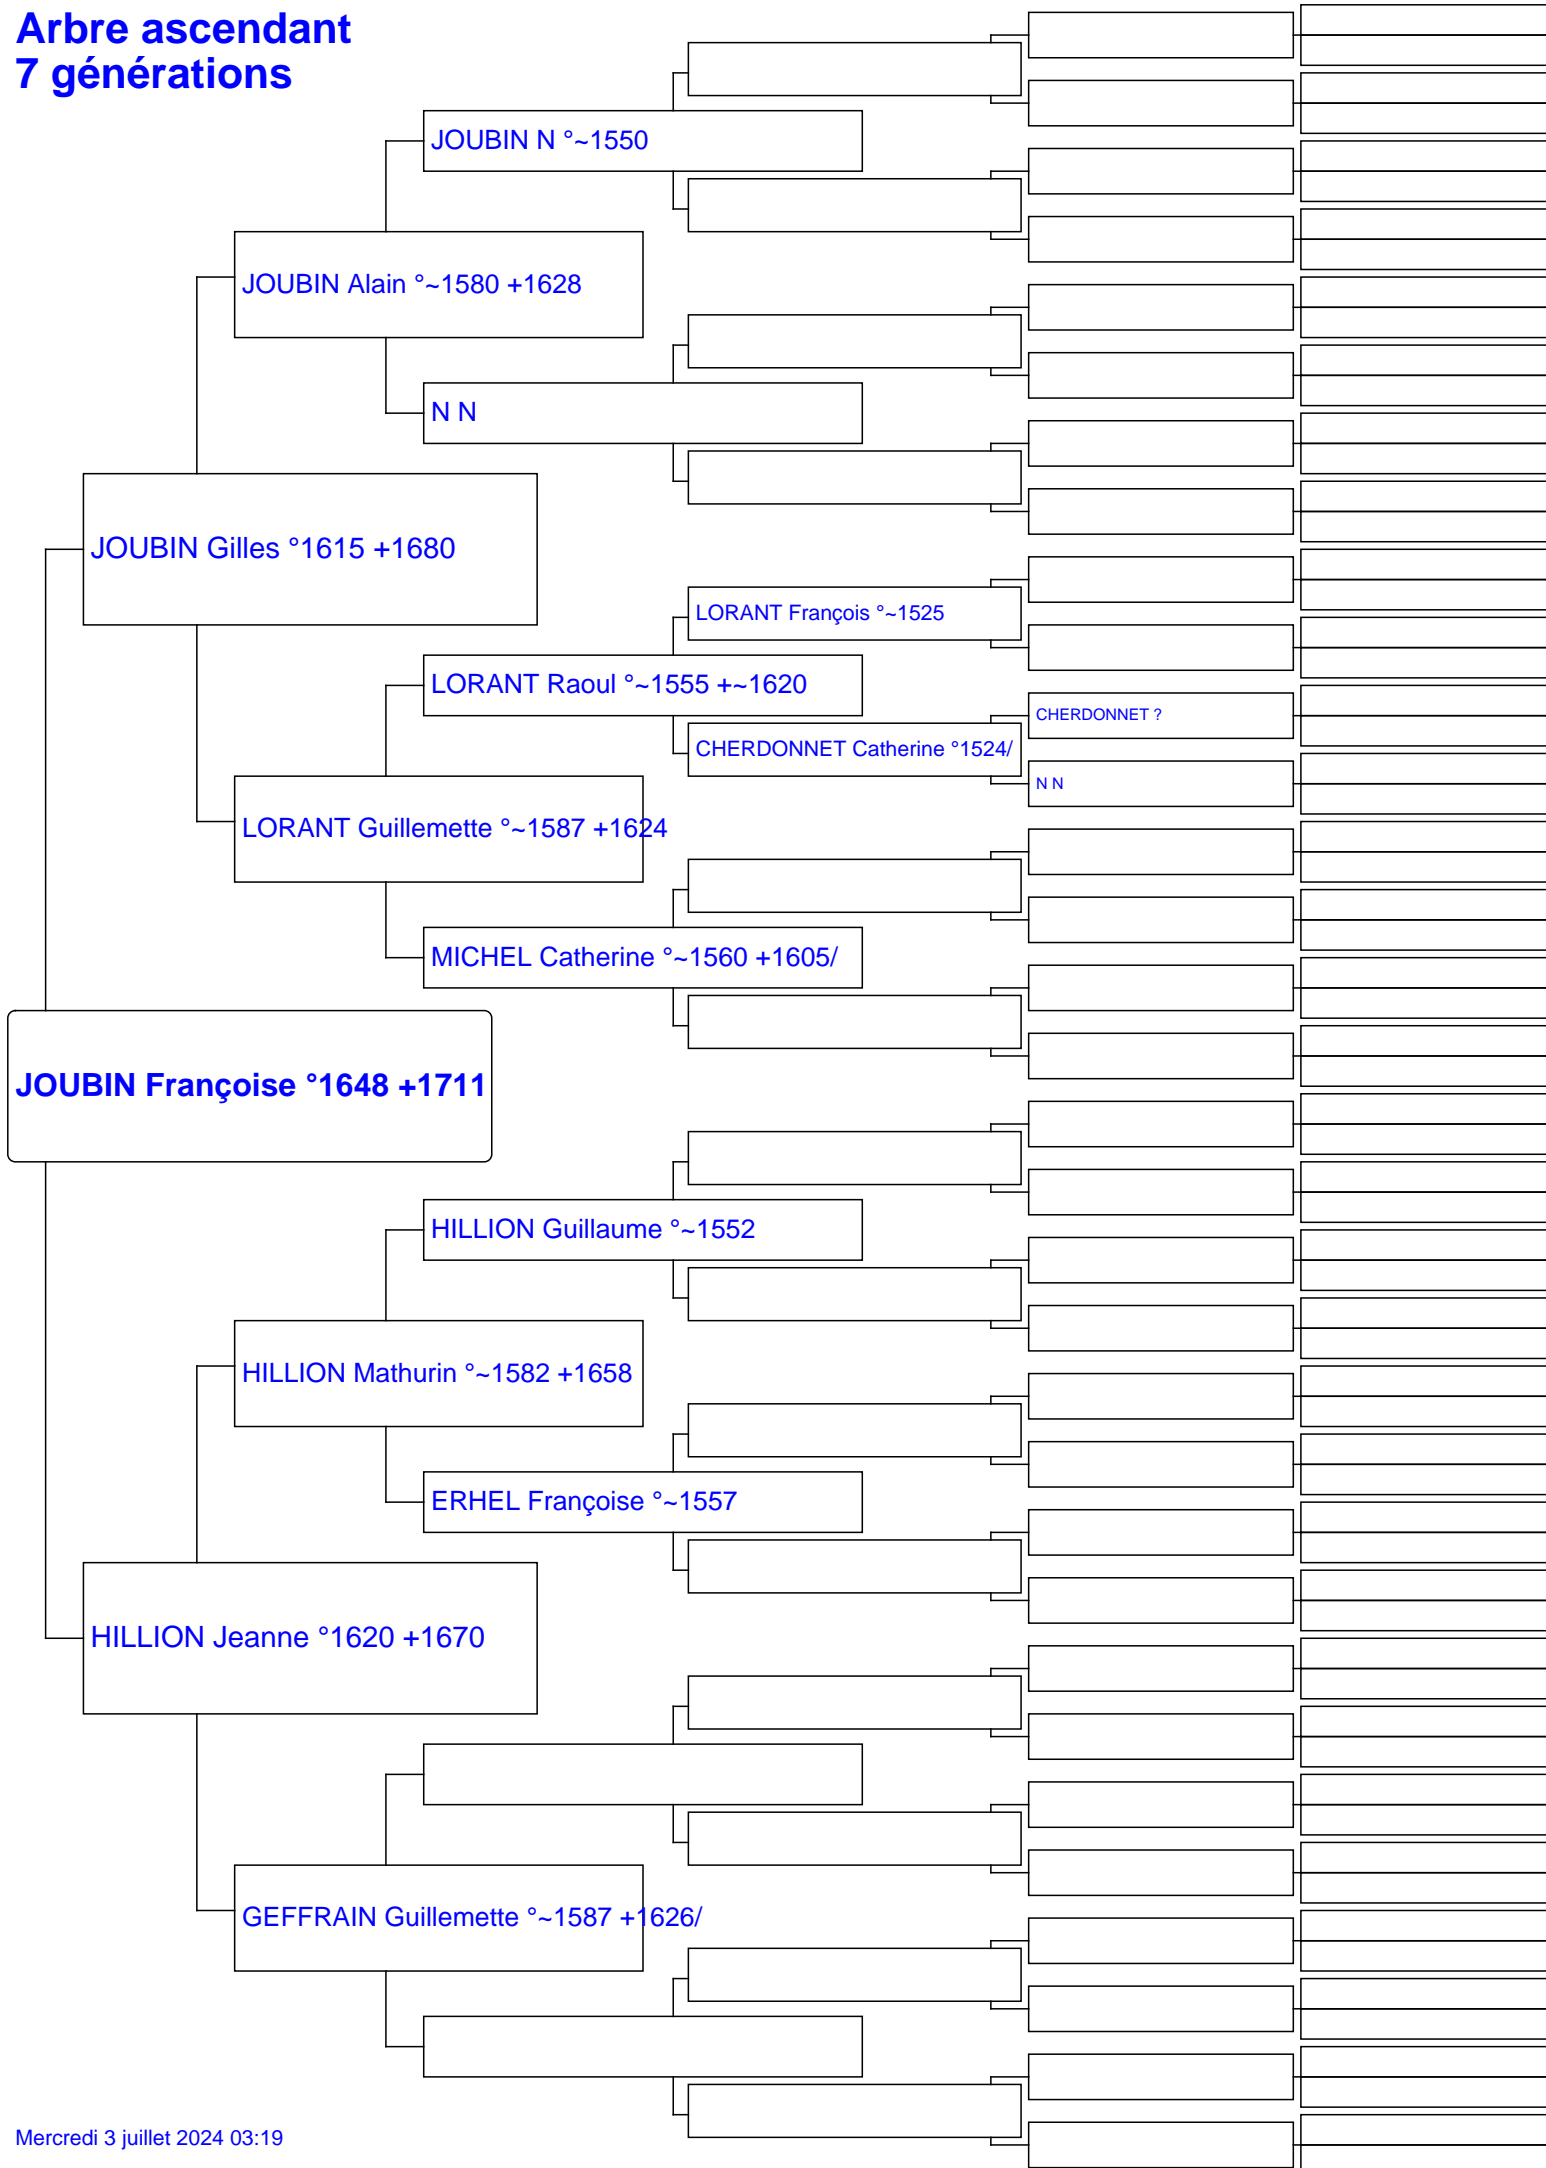 Arbre ascendant
7 générations
JOUBIN N °~1550
JOUBIN Alain °~1580 +1628
N N
JOUBIN Gilles °1615 +1680
LORANT François °~1525
LORANT Raoul °~1555 +~1620
CHERDONNET ?
CHERDONNET Catherine °1524/
N N
LORANT Guillemette °~1587 +1624
MICHEL Catherine °~1560 +1605/
JOUBIN Françoise °1648 +1711
HILLION Guillaume °~1552
HILLION Mathurin °~1582 +1658
ERHEL Françoise °~1557
HILLION Jeanne °1620 +1670
GEFFRAIN Guillemette °~1587 +1626/
Mercredi 3 juillet 2024 03:19